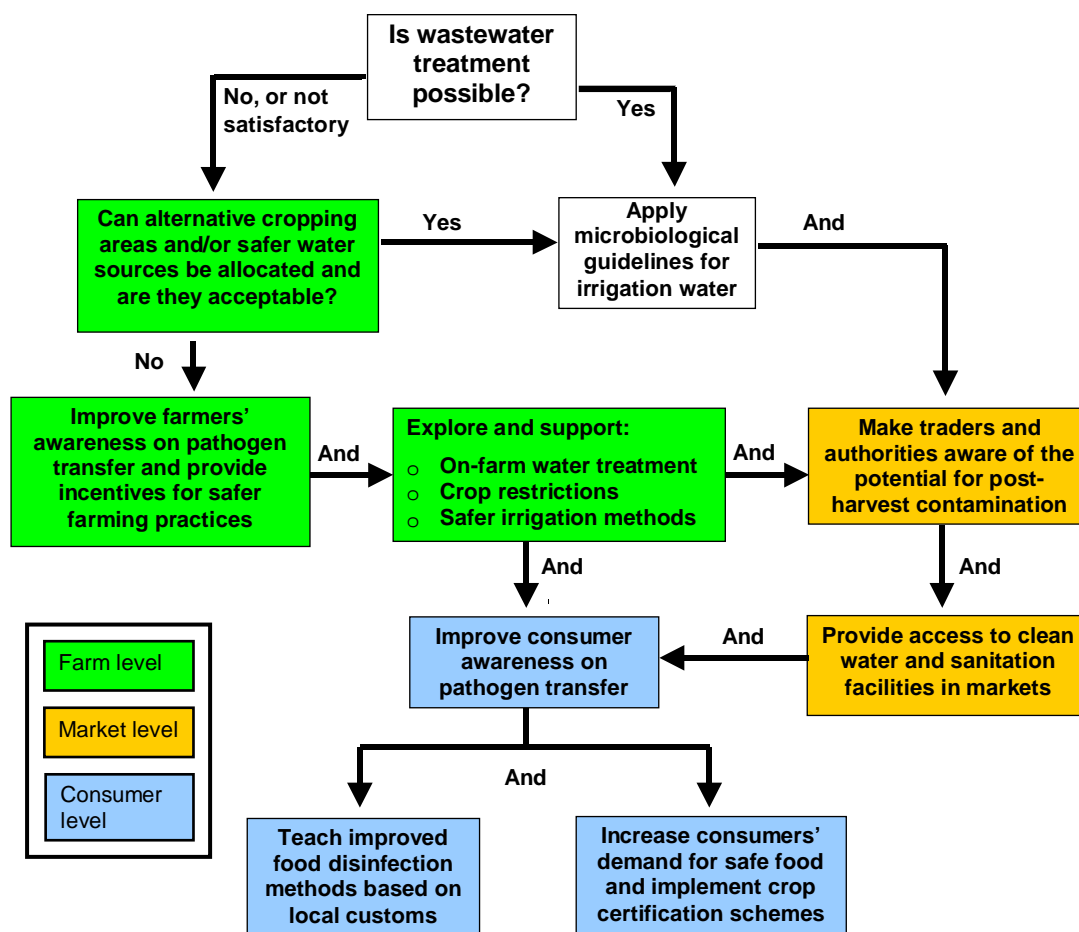 Is wastewater
treatment
possible?
No, or not
satisfactory
Yes
Can alternative cropping
areas and/or safer water
sources be allocated and
are they acceptable?
Yes
Apply
microbiological
guidelines for
irrigation water
And
No
Improve farmers’
awareness on pathogen
transfer and provide
incentives for safer
farming practices
And
Explore and support:
o On-farm water treatment
o Crop restrictions
o Safer irrigation methods
And
Make traders and
authorities aware of the
potential for post-
harvest contamination
And
And
Farm level
Market level
Consumer
level
Improve consumer
awareness on
pathogen transfer
And
Provide access to clean
water and sanitation
facilities in markets
And
Teach improved
food disinfection
methods based on
local customs
Increase consumers’
demand for safe food
and implement crop
certification schemes